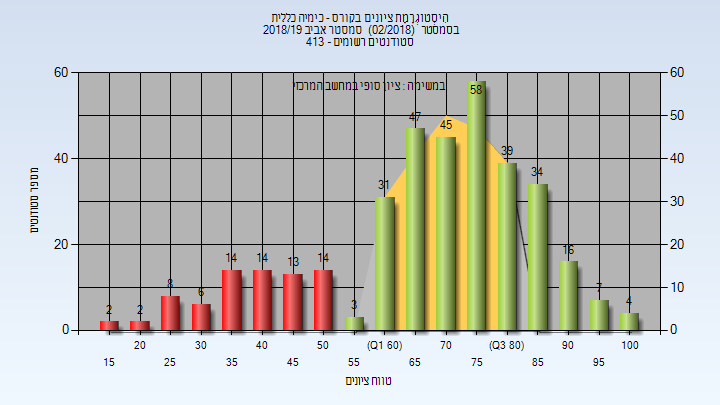 הִיסְטוֹגְרָמַת ציונים בקורס - כימיה כללית
בסמסטר (02/2018) סמסטר אביב 2018/19
סטודנטים רשומים - 413
במשימה : ציון סופי במחשב המרכזי
60 60
50
40 40
30
20 20
10
0 0
מספר סטודנטים
2 2 8 6 14 14 13 14 3 31 47 45 58 39 34 16 7 4
20 30 40 50 (Q1 60) 70 (Q3 80) 90 100
15 25 35 45 55 65 75 85 95
טווח ציונים